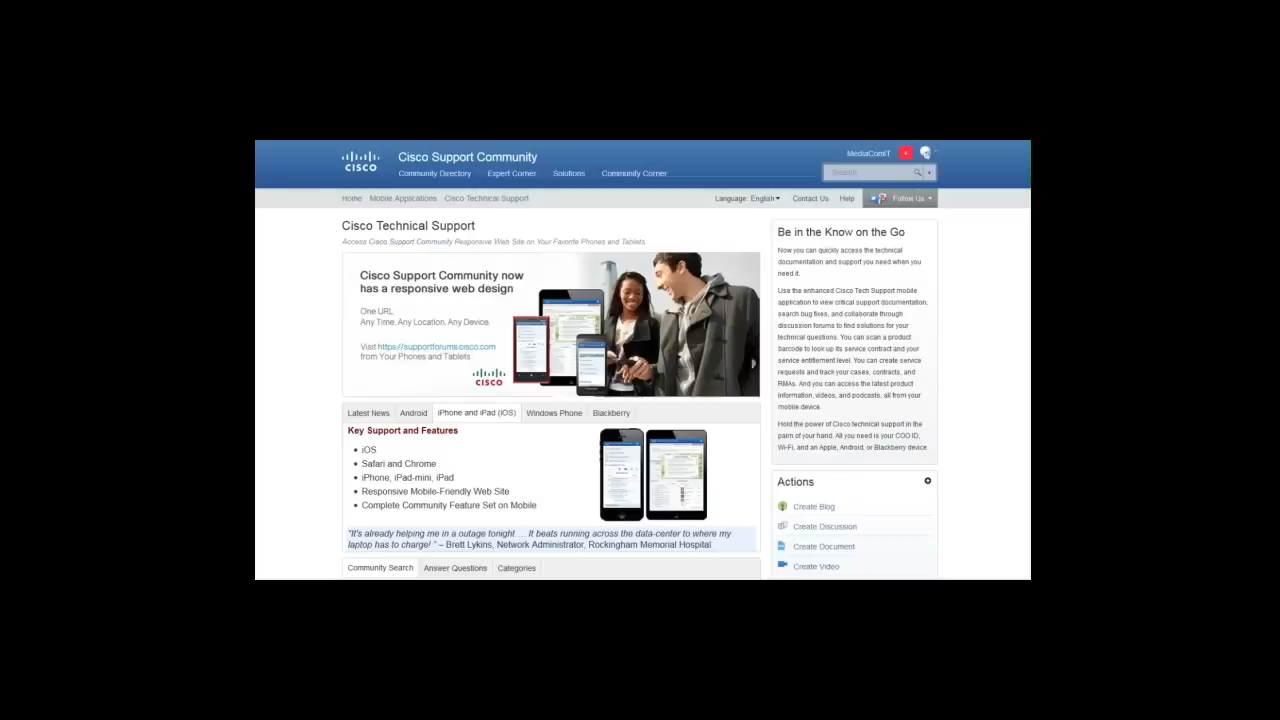 CISCO
Cisco Support Community
MediaComIT
Community Directory Expert Corner Solutions Community Corner
Search
Home Mobile Applications Cisco Technical Support
Language: English Contact Us Help Follow Us
Cisco Technical Support
Access Cisco Support Community Responsive Web Site on Your Favorite Phones and Tablets.
Cisco Support Community now
has a responsive web design
One URL.
Any Time. Any Location. Any Device.
Visit https://supportforums.cisco.com
from Your Phones and Tablets
CISCO
Latest News Android iPhone and iPad (iOS) Windows Phone Blackberry
Key Support and Features
• iOS
• Safari and Chrome
• iPhone, iPad-mini, iPad
• Responsive Mobile-Friendly Web Site
• Complete Community Feature Set on Mobile
"It's already helping me in a outage tonight ... It beats running across the data-center to where my
laptop has to charge! " ~ Brett Lykins, Network Administrator, Rockingham Memorial Hospital
Community Search Answer Questions Categories
Be in the Know on the Go
Now you can quickly access the technical
documentation and support you need when you
need it.
Use the enhanced Cisco Tech Support mobile
application to view critical support documentation,
search bug fixes, and collaborate through
discussion forums to find solutions for your
technical questions. You can scan a product
barcode to look up its service contract and your
service entitlement level. You can create service
requests and track your cases, contracts, and
RMAs. And you can access the latest product
information, videos, and podcasts, all from your
mobile device.
Hold the power of Cisco technical support in the
palm of your hand. All you need is your CCO ID,
Wi-Fi, and an Apple, Android, or Blackberry device.
Actions
Create Blog
Create Discussion
Create Document
Create Video